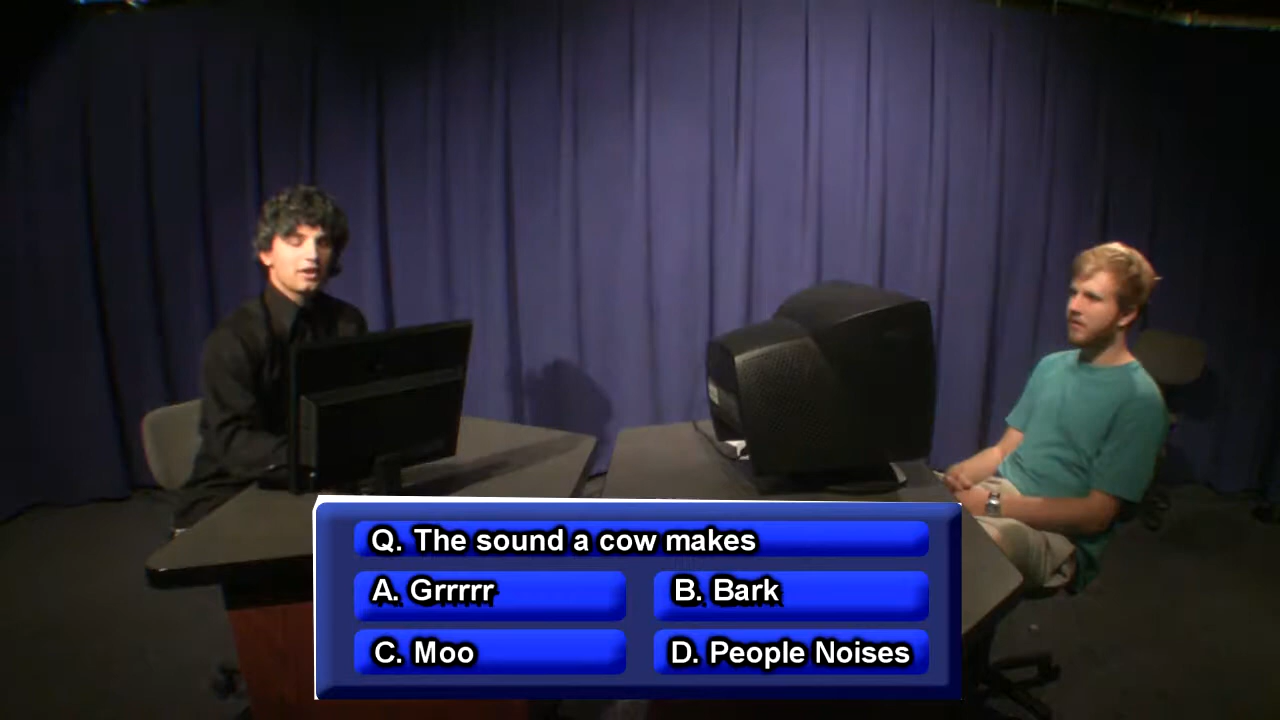 Q. The sound a cow makes
A. Grrrrr
B. Bark
C. Moo
D. People Noises